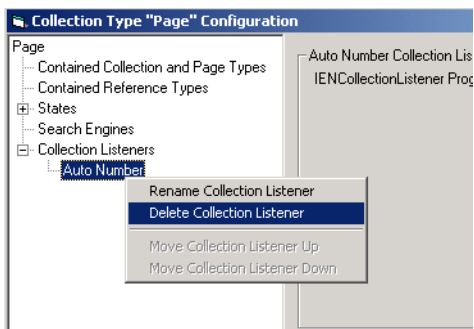 Collection Type "Page" Configuration
Page
Contained Collection and Page Types
Contained Reference Types
States
Search Engines
Collection Listeners
Auto Number
Auto Number Collection Lis
IENCollectionListener Prog
Rename Collection Listener
Delete Collection Listener
Move Collection Listener Up
Move Collection Listener Down